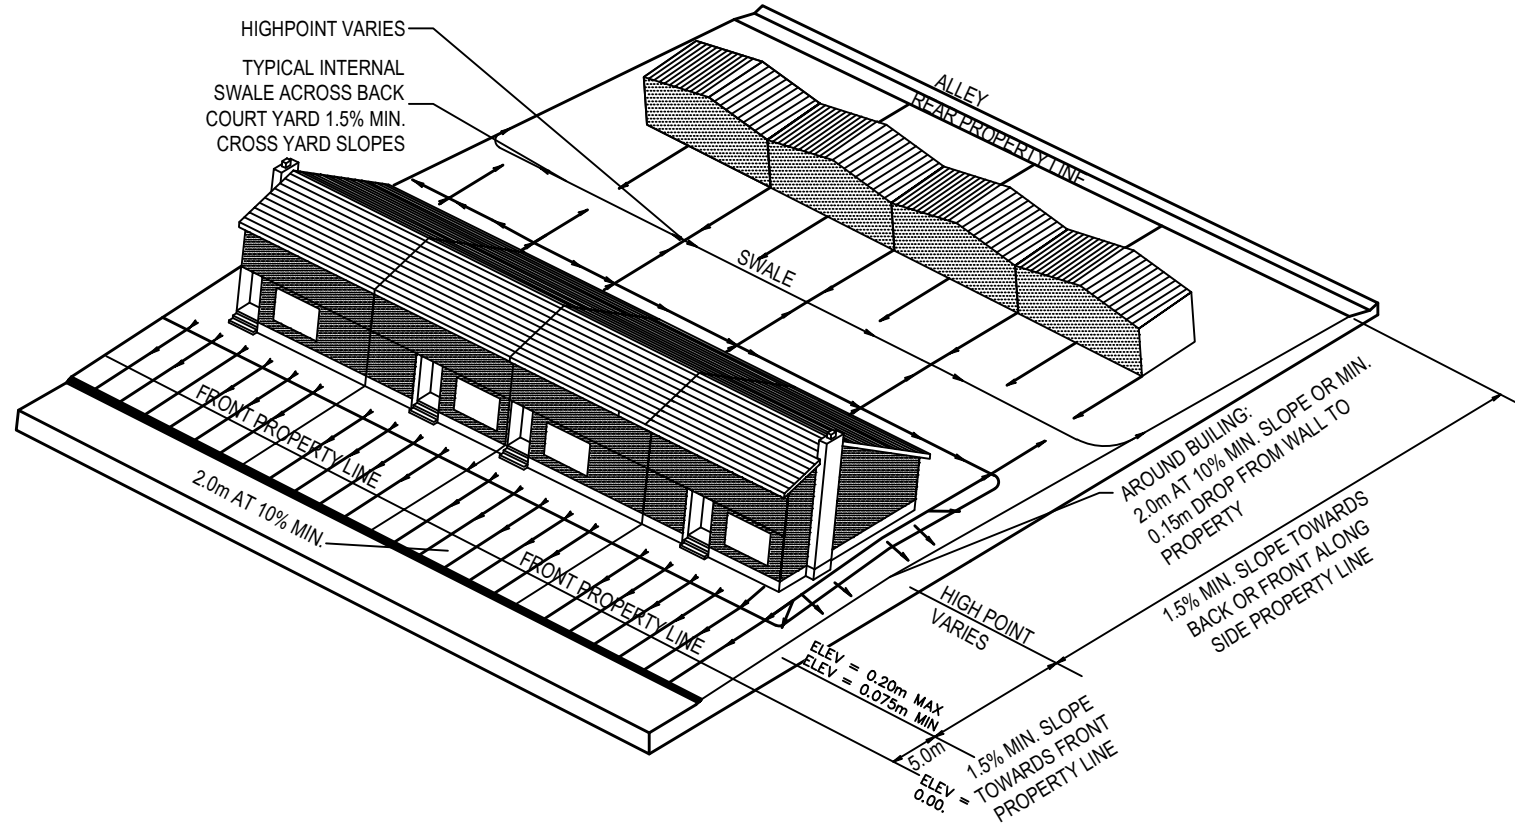 HIGHPOINT VARIES
TYPICAL INTERNAL
SWALE ACROSS BACK
COURT YARD 1.5% MIN.
CROSS YARD SLOPES
ALLEY
REAR PROPERTY LINE
SWALE
FRONT PROPERTY LINE
2.0m AT 10% MIN.
FRONT PROPERTY LINE
AROUND BUILING:
2.0m AT 10% MIN. SLOPE OR MIN.
0.15m DROP FROM WALL TO
PROPERTY
1.5% MIN. SLOPE TOWARDS
BACK OR FRONT ALONG
SIDE PROPERTY LINE
HIGH POINT
VARIES
ELEV = 0.20m MAX
ELEV = 0.075m MIN
5.0m
ELEV =
0.00.
1.5% MIN. SLOPE
TOWARDS FRONT
PROPERTY LINE